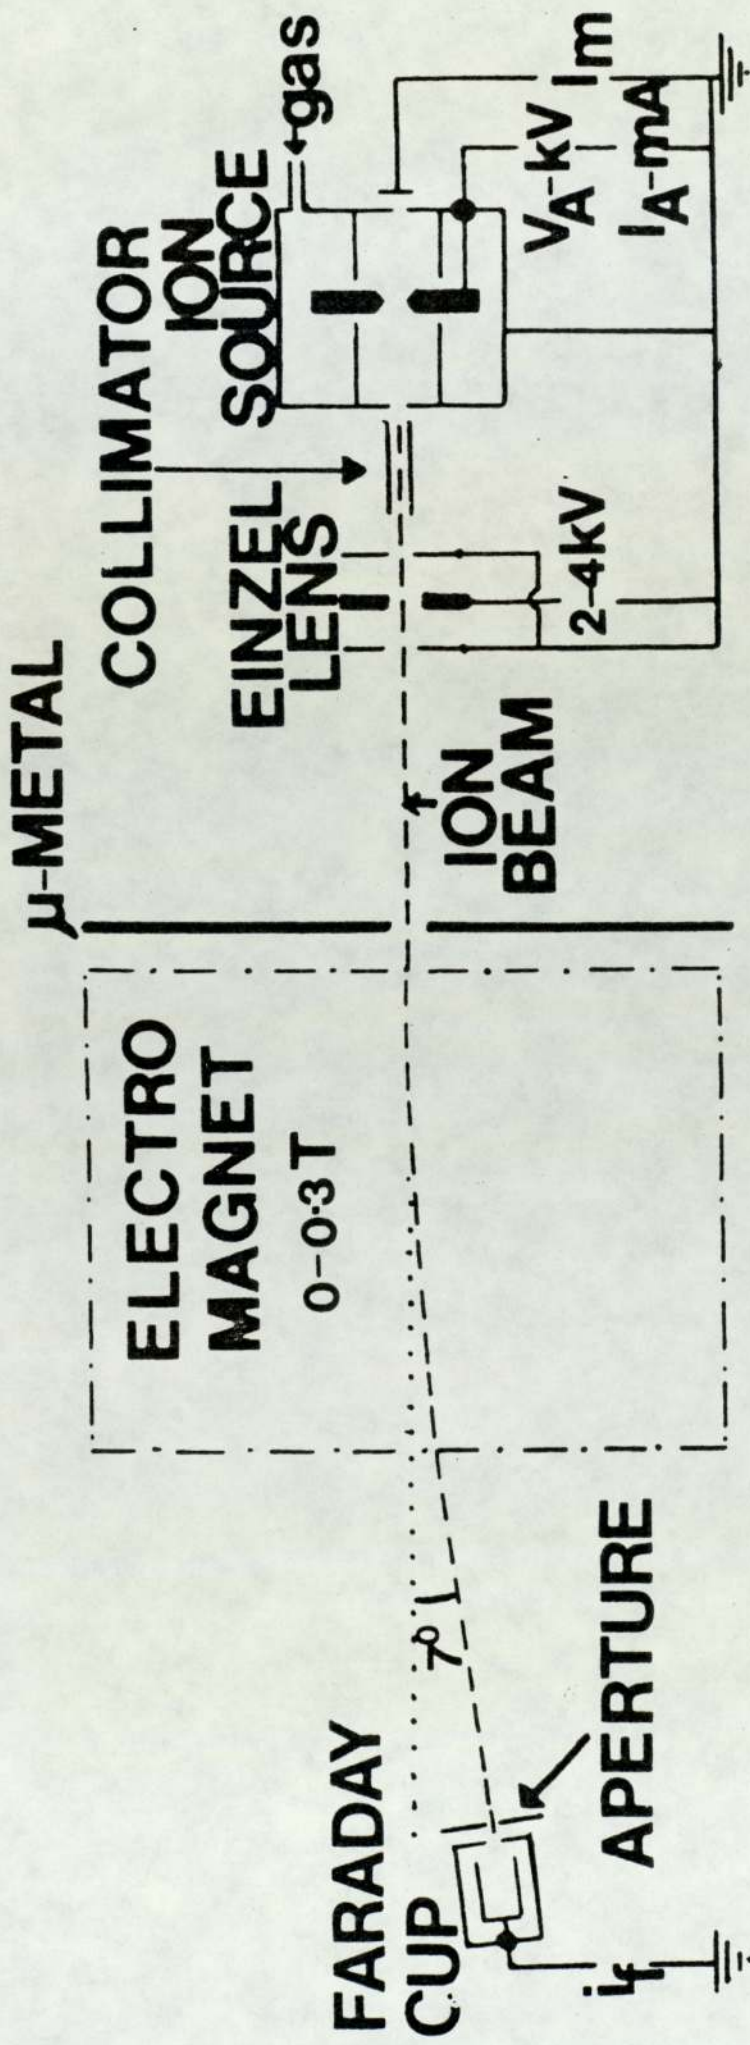 μ-METAL
COLLIMATOR
ION
SOURCE
←gas
EINZEL
LENS
ELECTRO
MAGNET
0-0·3T
FARADAY
CUP
7°
ION
BEAM
2-4kV
V_A-kV
I_A-mA
I_m
APERTURE
i_f